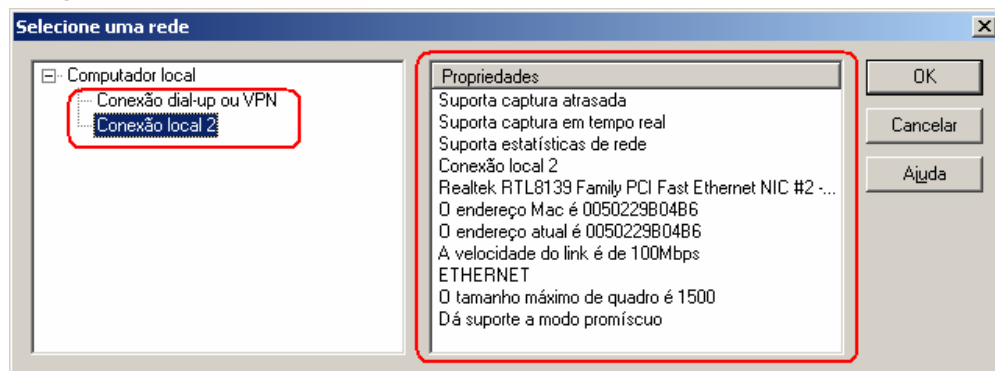 Selecione uma rede
Computador local
Conexão dial-up ou VPN
Conexão local 2
Propriedades
Suporta captura atrasada
Suporta captura em tempo real
Suporta estatísticas de rede
Conexão local 2
Realtek RTL8139 Family PCI Fast Ethernet NIC #2 -...
O endereço Mac é 0050229B04B6
O endereço atual é 0050229B04B6
A velocidade do link é de 100Mbps
ETHERNET
O tamanho máximo de quadro é 1500
Dá suporte a modo promíscuo
OK
Cancelar
Ajuda